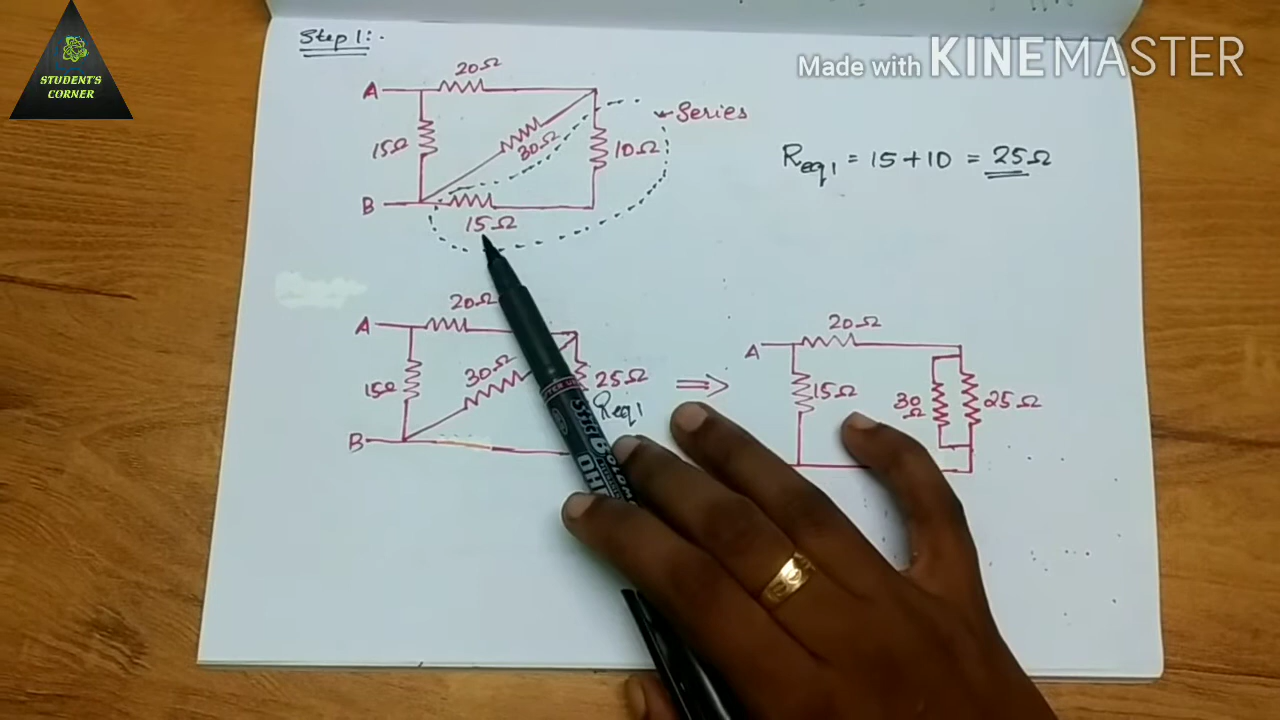 STUDENT'S
CORNER
Made with KINEMASTER
Step 1:-
A
20Ω
15Ω
30Ω
10Ω
Series
B
15Ω
Req1 = 15 + 10 = 25Ω
A
20Ω
15Ω
30Ω
25Ω
Req1
B
⇒
A
20Ω
15Ω
30
Ω
25Ω